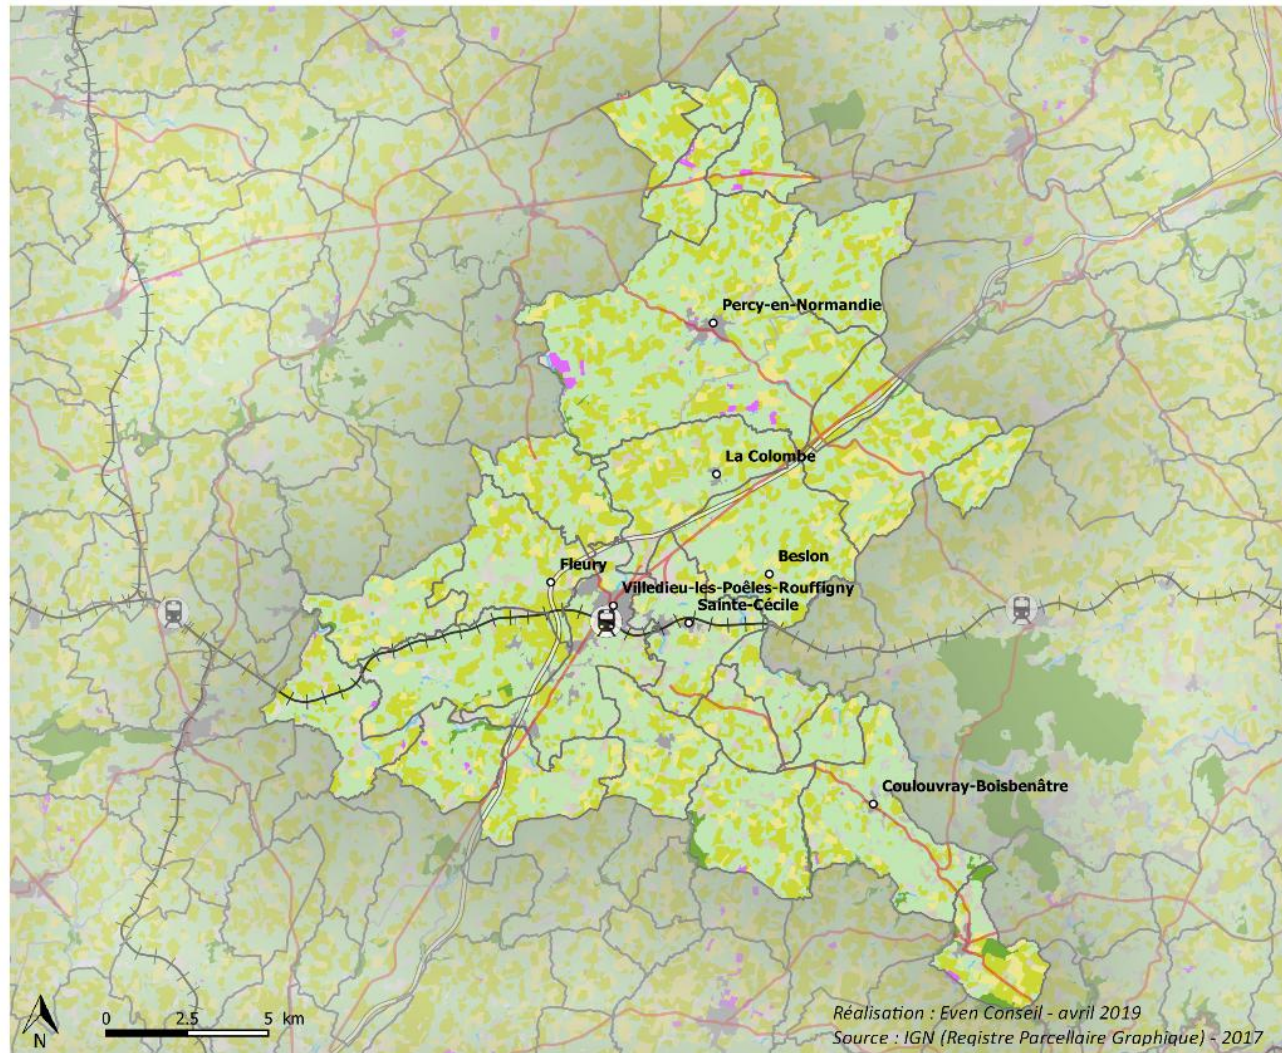 Percy-en-Normandie
La Colombe
Beslon
Fleury
Villedieu-les-Poêles-Rouffigny
Sainte-Cécile
Coulouvray-Boisbenâtre
N
0 2.5 5 km
Réalisation : Even Conseil - avril 2019
Source : IGN (Registre Parcellaire Graphique) - 2017